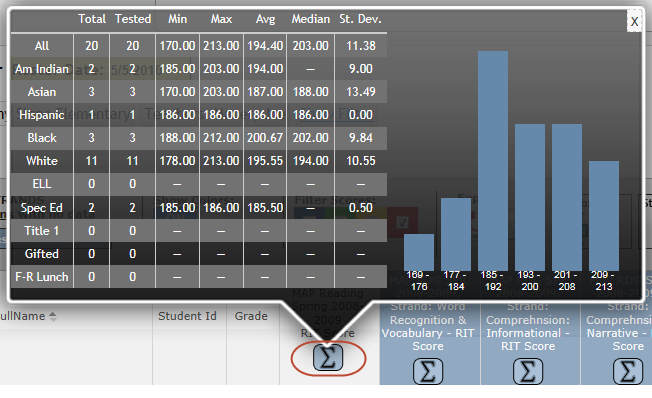 Total Tested Min Max Avg Median St. Dev. X
All 20 20 170.00 213.00 194.40 203.00 11.38
Am Indian 2 2 185.00 203.00 194.00 — 9.00
Asian 3 3 170.00 203.00 187.00 188.00 13.49
Hispanic 1 1 186.00 186.00 186.00 186.00 0.00
Black 3 3 188.00 212.00 200.67 202.00 9.84
White 11 11 178.00 213.00 195.55 194.00 10.55
ELL 0 0 — — — — —
Spec Ed 2 2 185.00 186.00 185.50 — 0.50
Title 1 0 0 — — — — —
Gifted 0 0 — — — — —
F-R Lunch 0 0 — — — — —
169 - 177 - 185 - 193 - 201 - 209 -
176 184 192 200 208 213
MAP Reading
Spring 2008-
2009
RIT Score
ullName Student Id Grade
Strand: Word
Recognition &
Vocabulary - RIT
Score
Strand:
Comprehnsion:
Informational -
RIT Score
Strand:
Comprehnsion:
Narrative - RI
Score
Σ Σ Σ Σ